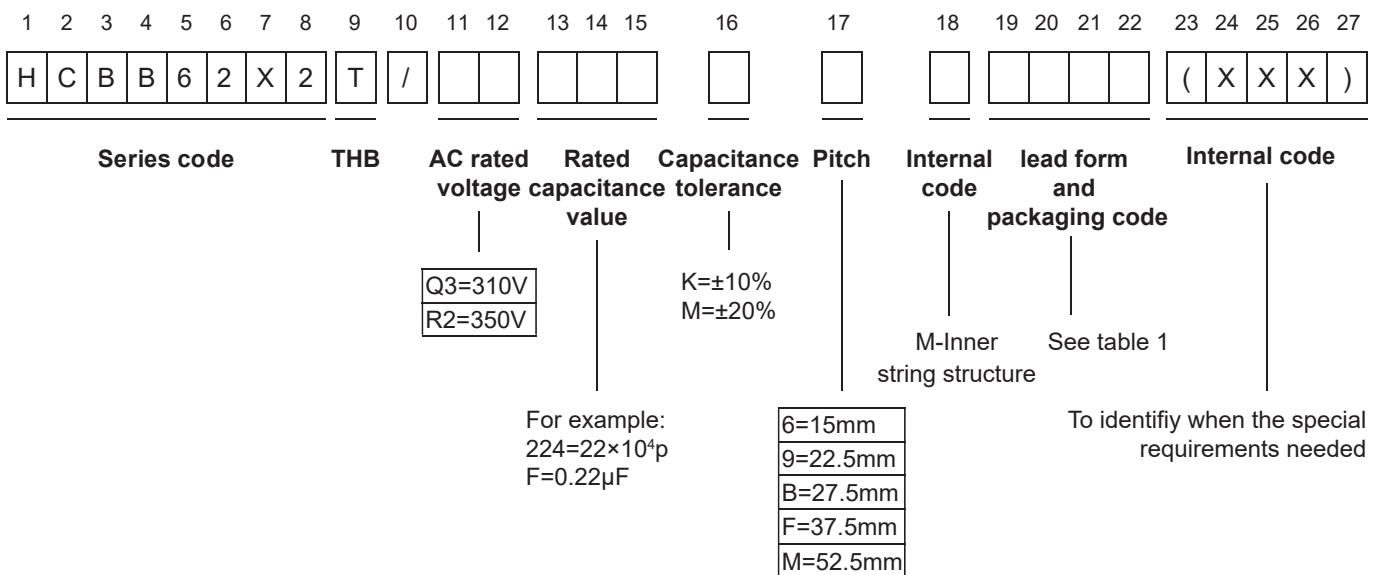 1 2 3 4 5 6 7 8 9 10 11 12 13 14 15 16 17 18 19 20 21 22 23 24 25 26 27
H C B B 6 2 X 2 T / ( X X X )
Series code THB AC rated voltage Rated capacitance value Capacitance tolerance Pitch Internal code lead form and packaging code Internal code
Q3=310V
R2=350V
For example:
224=22×10⁴p
F=0.22µF
K=±10%
M=±20%
6=15mm
9=22.5mm
B=27.5mm
F=37.5mm
M=52.5mm
M-Inner
string structure
See table 1
To identifiy when the special
requirements needed